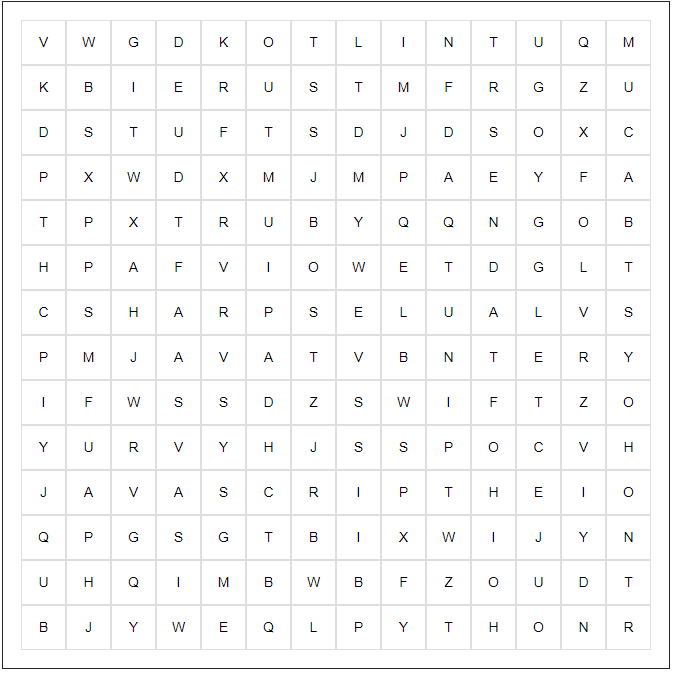 V W G D K O T L I N T U Q M
K B I E R U S T M F R G Z U
D S T U F T S D J D S O X C
P X W D X M J M P A E Y F A
T P X T R U B Y Q Q N G O B
H P A F V I O W E T D G L T
C S H A R P S E L U A L V S
P M J A V A T V B N T E R Y
I F W S S D Z S W I F T Z O
Y U R V Y H J S S P O C V H
J A V A S C R I P T H E I O
Q P G S G T B I X W I J Y N
U H Q I M B W B F Z O U D T
B J Y W E Q L P Y T H O N R